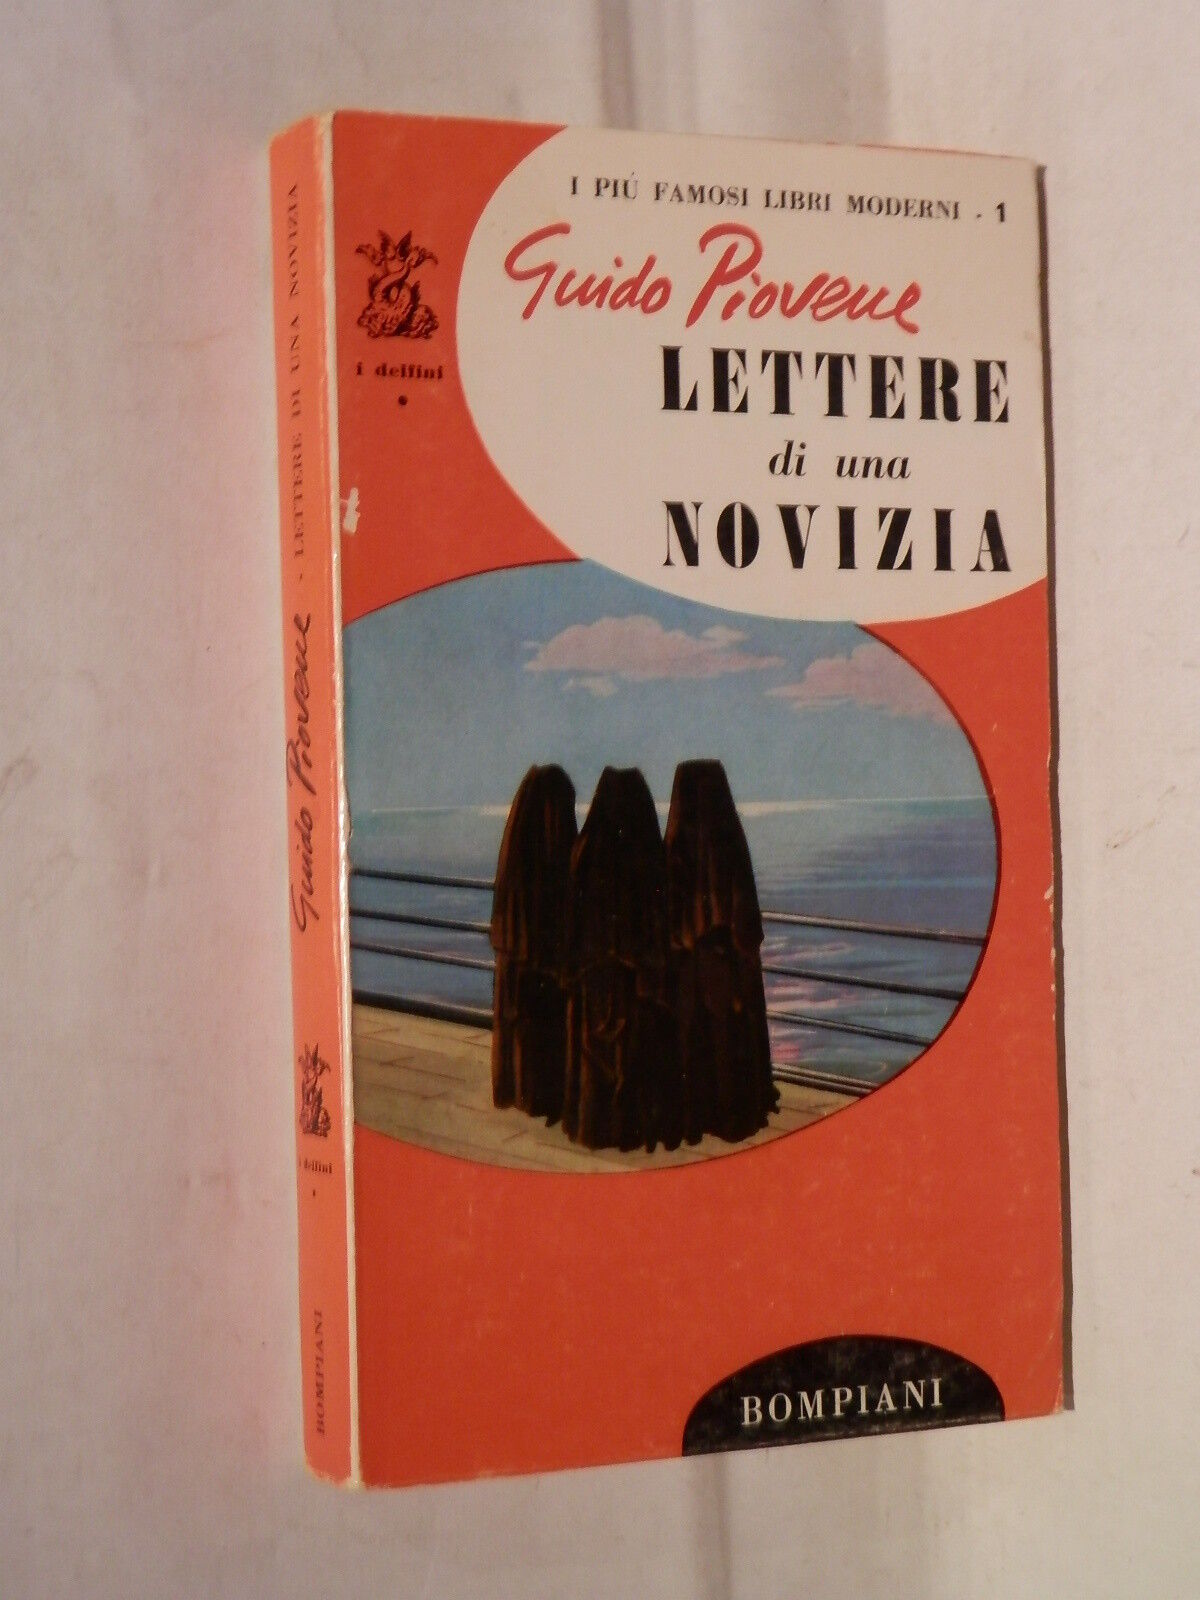 I PIÚ FAMOSI LIBRI MODERNI - 1
Guido Piovene
LETTERE
di una
NOVIZIA
i delfini
BOMPIANI
Guido Piovene - LETTERE DI UNA NOVIZIA
i delfini
BOMPIANI